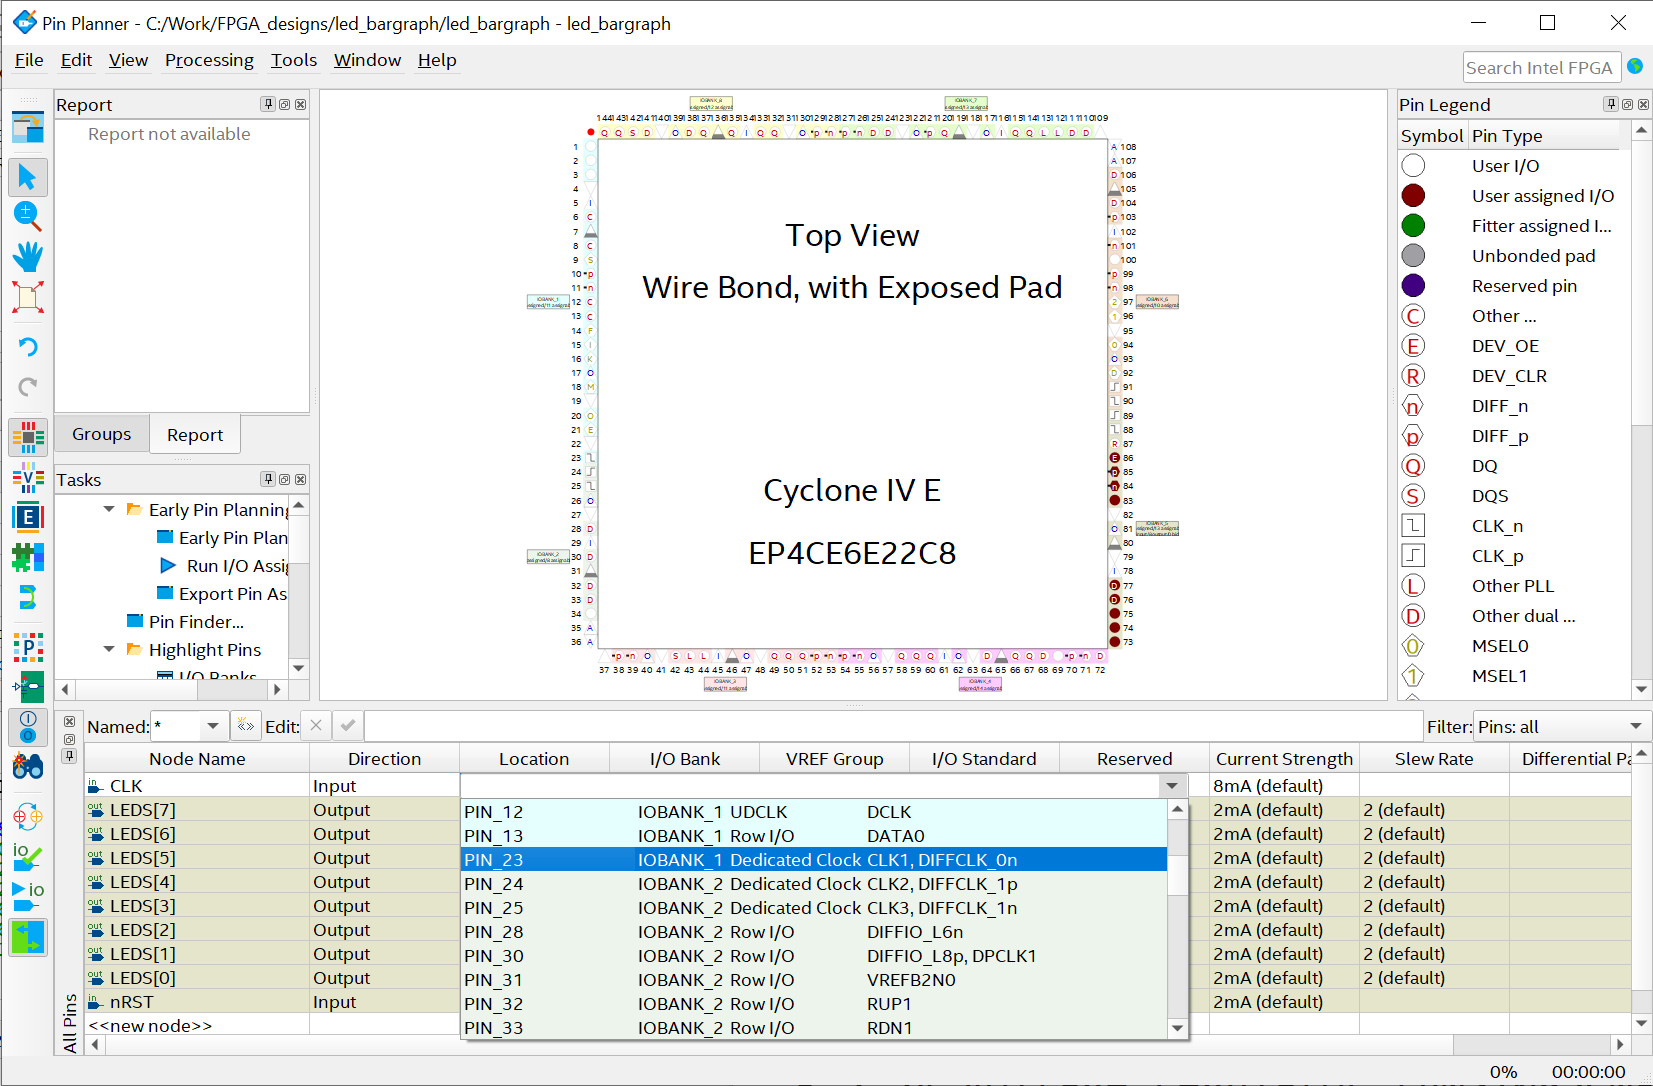 Pin Planner - C:/Work/FPGA_designs/led_bargraph/led_bargraph - led_bargraph
File Edit View Processing Tools Window Help
Search Intel FPGA
Report
Report not available
Groups Report
Tasks
Early Pin Planning
Early Pin Plan
Run I/O Assig
Export Pin As
Pin Finder...
Highlight Pins
I/O Banks
Top View
Wire Bond, with Exposed Pad
Cyclone IV E
EP4CE6E22C8
IOBANK_8
IOBANK_7
IOBANK_1
IOBANK_6
IOBANK_2
IOBANK_5
IOBANK_3
IOBANK_4
Pin Legend
Symbol Pin Type
User I/O
User assigned I/O
Fitter assigned I...
Unbonded pad
Reserved pin
C Other ...
E DEV_OE
R DEV_CLR
n DIFF_n
p DIFF_p
Q DQ
S DQS
CLK_n
CLK_p
L Other PLL
D Other dual ...
0 MSEL0
1 MSEL1
Named: * Edit: Filter: Pins: all
Node Name Direction Location I/O Bank VREF Group I/O Standard Reserved Current Strength Slew Rate Differential Pa
CLK Input 8mA (default)
LEDS[7] Output 2mA (default) 2 (default)
LEDS[6] Output 2mA (default) 2 (default)
LEDS[5] Output 2mA (default) 2 (default)
LEDS[4] Output 2mA (default) 2 (default)
LEDS[3] Output 2mA (default) 2 (default)
LEDS[2] Output 2mA (default) 2 (default)
LEDS[1] Output 2mA (default) 2 (default)
LEDS[0] Output 2mA (default) 2 (default)
nRST Input 2mA (default)
<<new node>>
PIN_12 IOBANK_1 UDCLK DCLK
PIN_13 IOBANK_1 Row I/O DATA0
PIN_23 IOBANK_1 Dedicated Clock CLK1, DIFFCLK_0n
PIN_24 IOBANK_2 Dedicated Clock CLK2, DIFFCLK_1p
PIN_25 IOBANK_2 Dedicated Clock CLK3, DIFFCLK_1n
PIN_28 IOBANK_2 Row I/O DIFFIO_L6n
PIN_30 IOBANK_2 Row I/O DIFFIO_L8p, DPCLK1
PIN_31 IOBANK_2 Row I/O VREFB2N0
PIN_32 IOBANK_2 Row I/O RUP1
PIN_33 IOBANK_2 Row I/O RDN1
All Pins
0% 00:00:00